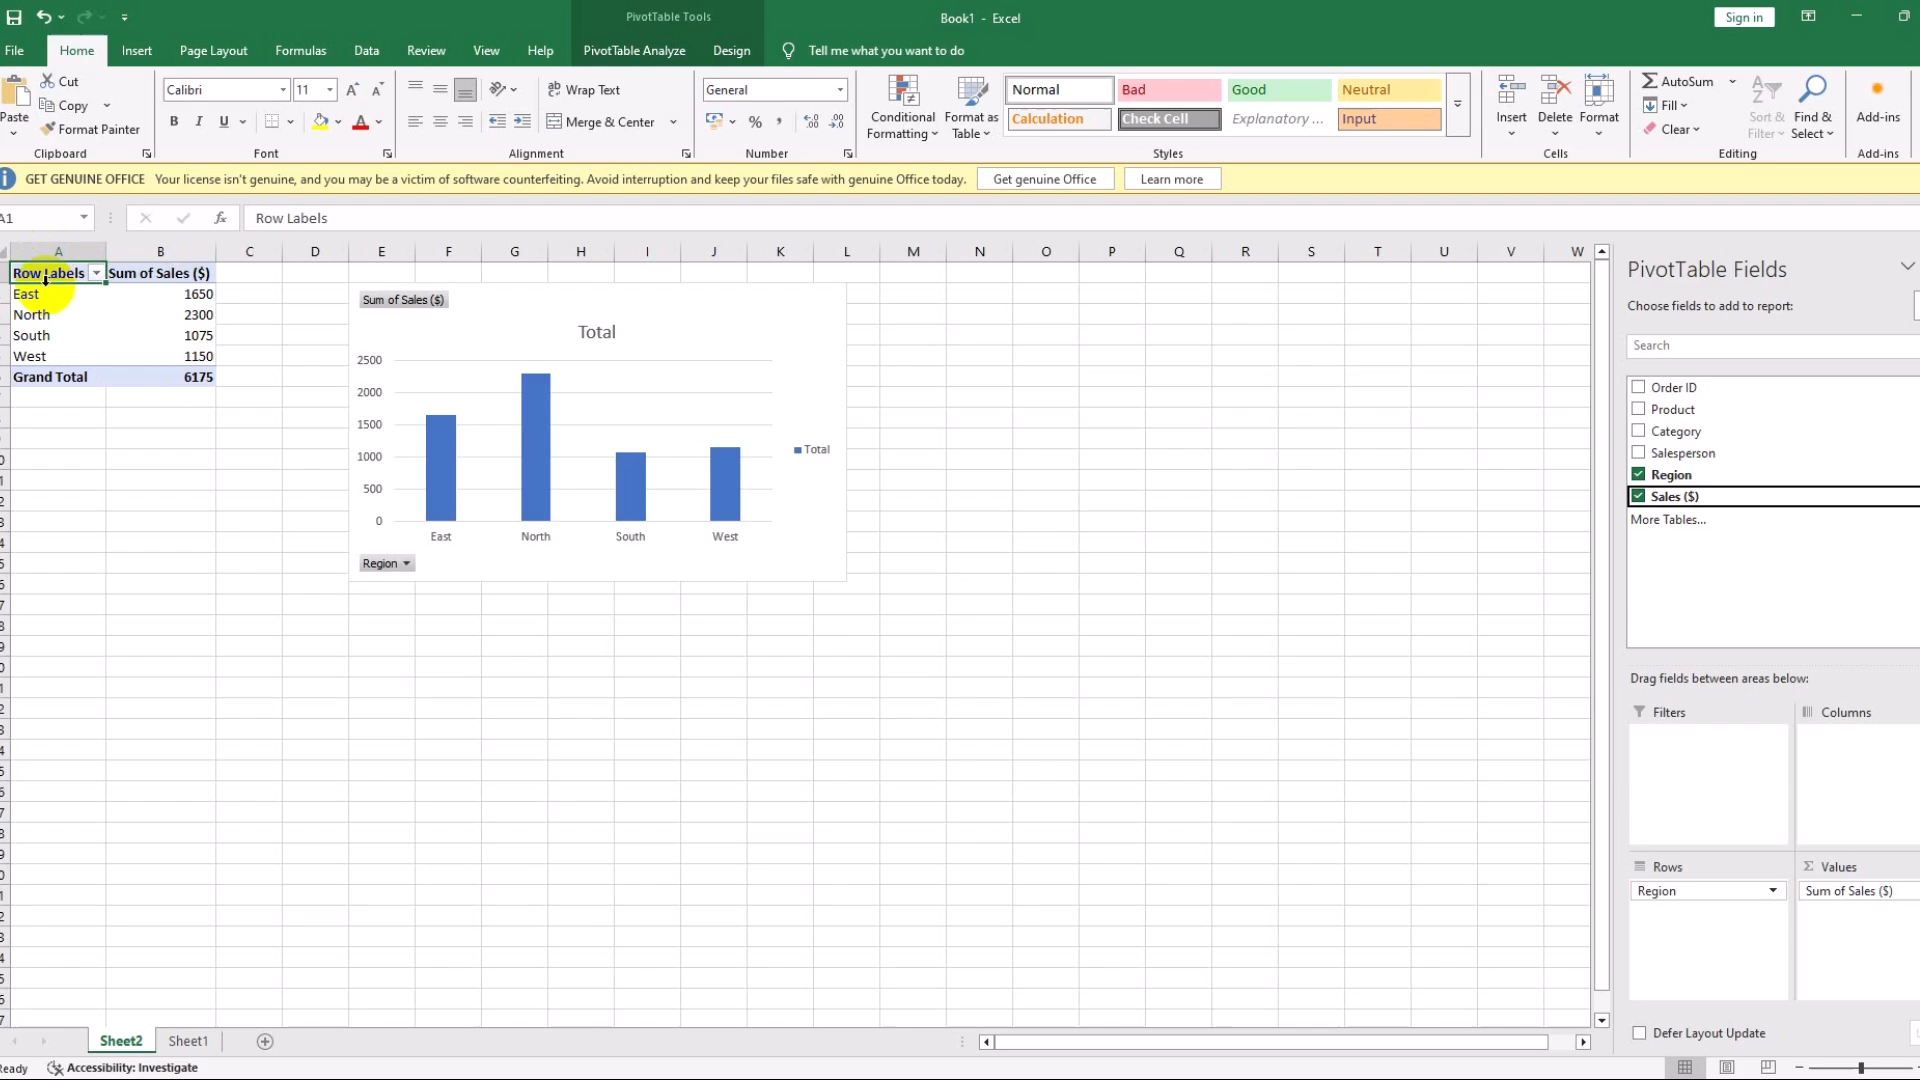 PivotTable Tools
Book1 - Excel
Sign in
File Home Insert Page Layout Formulas Data Review View Help PivotTable Analyze Design Tell me what you want to do
Paste
Cut
Copy
Format Painter
Clipboard
Calibri 11
B I U
Font
Wrap Text
Merge & Center
Alignment
General
Number
Conditional Formatting
Format as Table
Normal Bad Good Neutral
Calculation Check Cell Explanatory ... Input
Styles
Insert Delete Format
Cells
AutoSum
Fill
Clear
Sort & Filter
Find & Select
Editing
Add-ins
Add-ins
GET GENUINE OFFICE Your license isn't genuine, and you may be a victim of software counterfeiting. Avoid interruption and keep your files safe with genuine Office today. Get genuine Office Learn more
A1 fx Row Labels
A B C D E F G H I J K L M N O P Q R S T U V W
Row Labels Sum of Sales ($)
East 1650
North 2300
South 1075
West 1150
Grand Total 6175
Sum of Sales ($)
Total
2500
2000
1500
1000
500
0
East North South West
Total
Region
PivotTable Fields
Choose fields to add to report:
Search
Order ID
Product
Category
Salesperson
Region
Sales ($)
More Tables...
Drag fields between areas below:
Filters Columns
Rows Values
Region Sum of Sales ($)
Defer Layout Update
Sheet2 Sheet1
Accessibility: Investigate